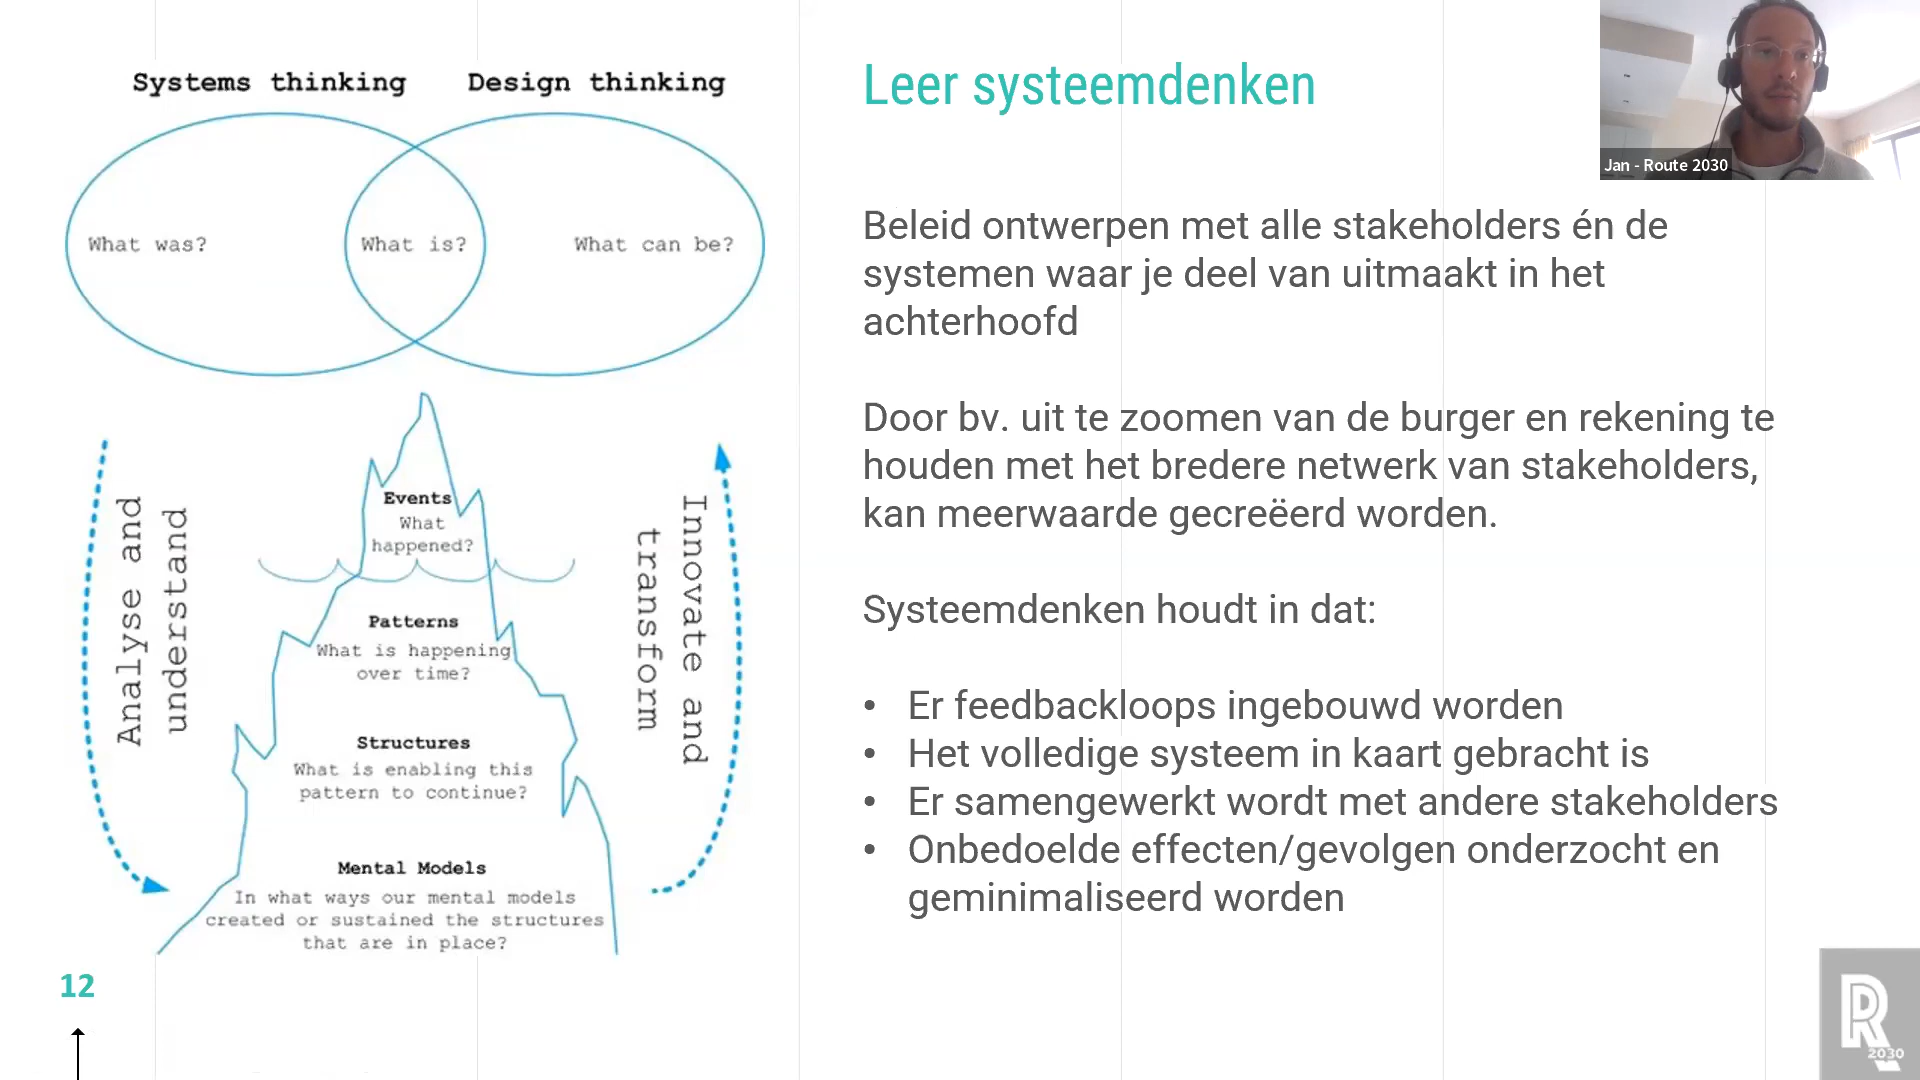 Systems thinking
Design thinking
What was?
What is?
What can be?
Analyse and
understand
Events
What
happened?
Patterns
What is happening
over time?
Structures
What is enabling this
pattern to continue?
Mental Models
In what ways our mental models
created or sustained the structures
that are in place?
Innovate and
transform
12
Leer systeemdenken
Beleid ontwerpen met alle stakeholders én de
systemen waar je deel van uitmaakt in het
achterhoofd
Door bv. uit te zoomen van de burger en rekening te
houden met het bredere netwerk van stakeholders,
kan meerwaarde gecreëerd worden.
Systeemdenken houdt in dat:
• Er feedbackloops ingebouwd worden
• Het volledige systeem in kaart gebracht is
• Er samengewerkt wordt met andere stakeholders
• Onbedoelde effecten/gevolgen onderzocht en
geminimaliseerd worden
Jan - Route 2030
R
2030